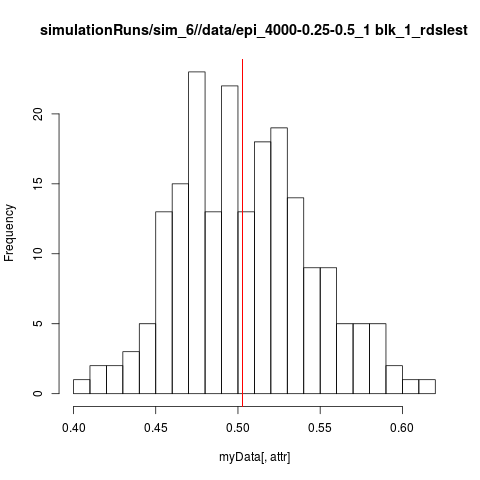 simulationRuns/sim_6//data/epi_4000-0.25-0.5_1 blk_1_rdslest
Frequency
20
15
10
5
0
0.40 0.45 0.50 0.55 0.60
myData[, attr]